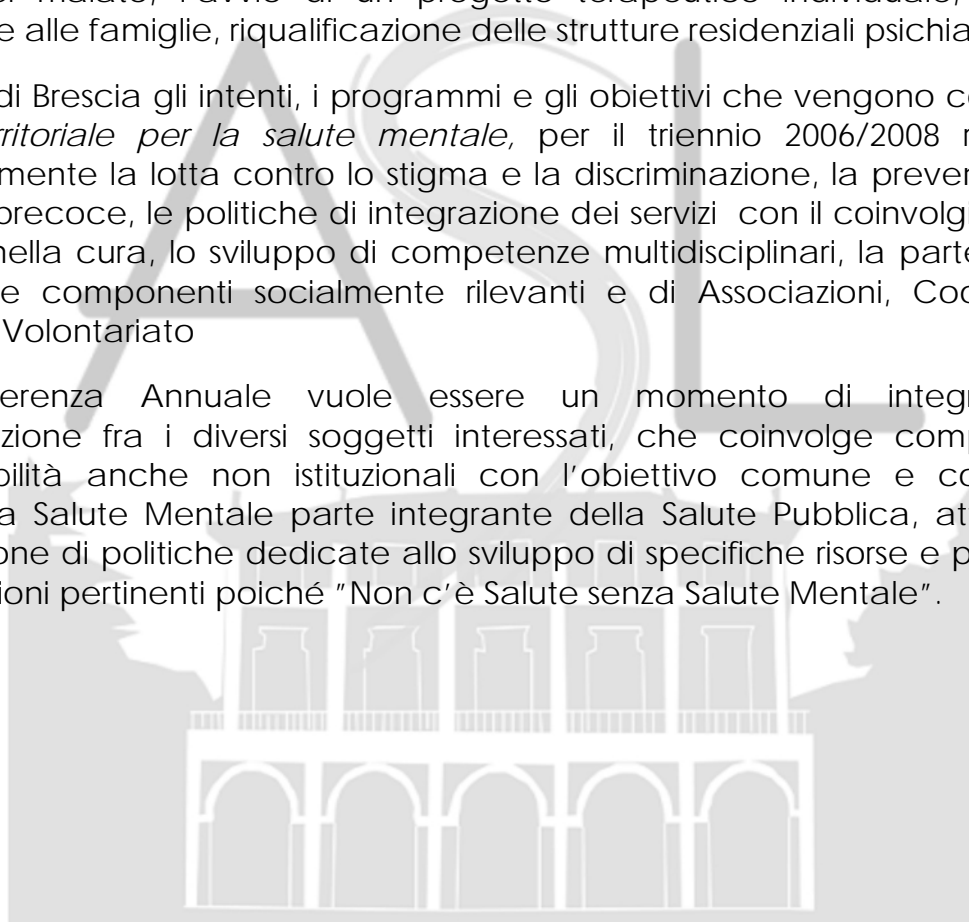 malato, l'avvio di un progetto terapeutico individuale,
e alle famiglie, riqualificazione delle strutture residenziali psichia
di Brescia gli intenti, i programmi e gli obiettivi che vengono co
rritoriale per la salute mentale, per il triennio 2006/2008
mente la lotta contro lo stigma e la discriminazione, la preven
precoce, le politiche di integrazione dei servizi con il coinvolgi
nella cura, lo sviluppo di competenze multidisciplinari, la parte
e componenti socialmente rilevanti e di Associazioni, Coo
Volontariato
erenza Annuale vuole essere un momento di integr
zione fra i diversi soggetti interessati, che coinvolge comp
bilità anche non istituzionali con l'obiettivo comune e co
a Salute Mentale parte integrante della Salute Pubblica, att
one di politiche dedicate allo sviluppo di specifiche risorse e p
ioni pertinenti poiché "Non c'è Salute senza Salute Mentale".
ASL